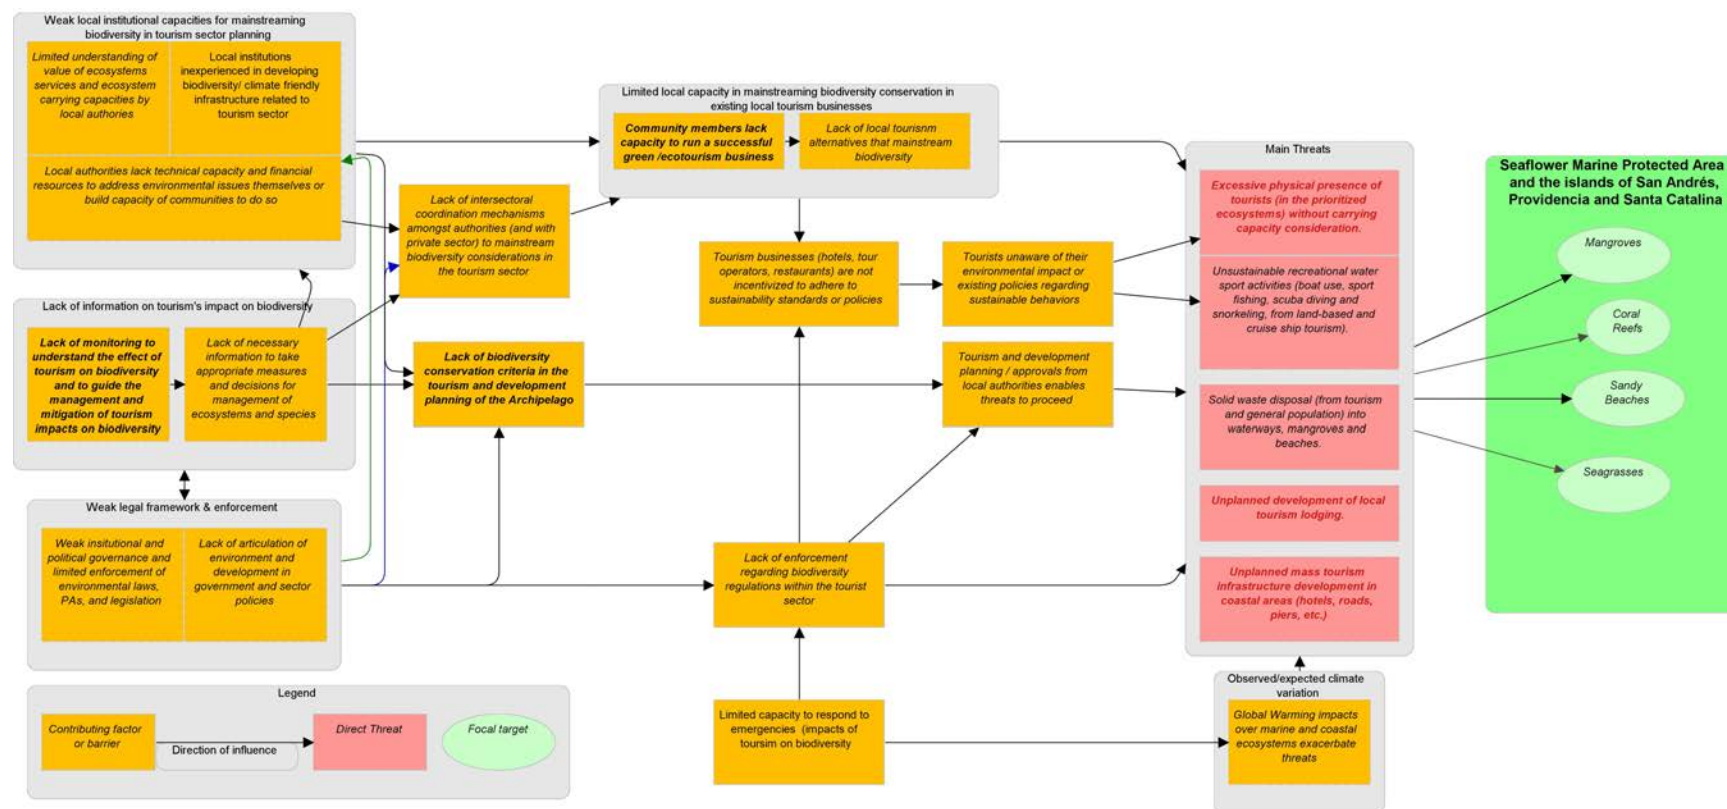 Weak local institutional capacities for mainstreaming
biodiversity in tourism sector planning
Limited understanding of
value of ecosystems
services and ecosystem
carrying capacities by
local authories
Local institutions
inexperienced in developing
biodiversity/ climate friendly
infrastructure related to
tourism sector
Local authorities lack technical capacity and financial
resources to address environmental issues themselves or
build capacity of communities to do so
Lack of information on tourism's impact on biodiversity
Lack of monitoring to
understand the effect of
tourism on biodiversity
and to guide the
management and
mitigation of tourism
impacts on biodiversity
Lack of necessary
information to take
appropriate measures
and decisions for
management of
ecosystems and species
Weak legal framework & enforcement
Weak insitutional and
political governance and
limited enforcement of
environmental laws,
PAs, and legislation
Lack of articulation of
environment and
development in
government and sector
policies
Lack of intersectoral
coordination mechanisms
amongst authorities (and with
private sector) to mainstream
biodiversity considerations in
the tourism sector
Lack of biodiversity
conservation criteria in the
tourism and development
planning of the Archipelago
Limited local capacity in mainstreaming biodiversity conservation in
existing local tourism businesses
Community members lack
capacity to run a successful
green /ecotourism business
Lack of local tourisnm
alternatives that mainstream
biodiversity
Tourism businesses (hotels, tour
operators, restaurants) are not
incentivized to adhere to
sustainability standards or policies
Tourists unaware of their
environmental impact or
existing policies regarding
sustainable behaviors
Tourism and development
planning / approvals from
local authorities enables
threats to proceed
Lack of enforcement
regarding biodiversity
regulations within the tourist
sector
Limited capacity to respond to
emergencies (impacts of
toursim on biodiversity
Main Threats
Excessive physical presence of
tourists (in the prioritized
ecosystems) without carrying
capacity consideration.
Unsustainable recreational water
sport activities (boat use, sport
fishing, scuba diving and
snorkeling, from land-based and
cruise ship tourism).
Solid waste disposal (from tourism
and general population) into
waterways, mangroves and
beaches.
Unplanned development of local
tourism lodging.
Unplanned mass tourism
infrastructure development in
coastal areas (hotels, roads,
piers, etc.)
Observed/expected climate
variation
Global Warming impacts
over marine and coastal
ecosystems exacerbate
threats
Seaflower Marine Protected Area
and the islands of San Andrés,
Providencia and Santa Catalina
Mangroves
Coral
Reefs
Sandy
Beaches
Seagrasses
Legend
Contributing factor
or barrier
Direction of influence
Direct Threat
Focal target